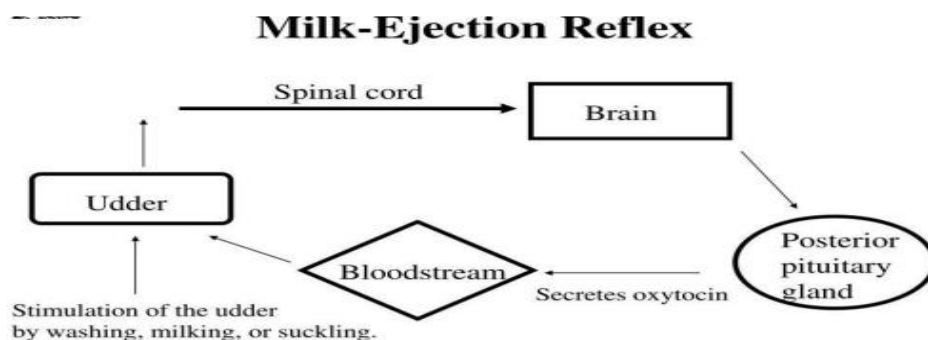 Milk-Ejection Reflex
Spinal cord
Brain
Udder
Posterior
pituitary
gland
Bloodstream
Secretes oxytocin
Stimulation of the udder
by washing, milking, or suckling.